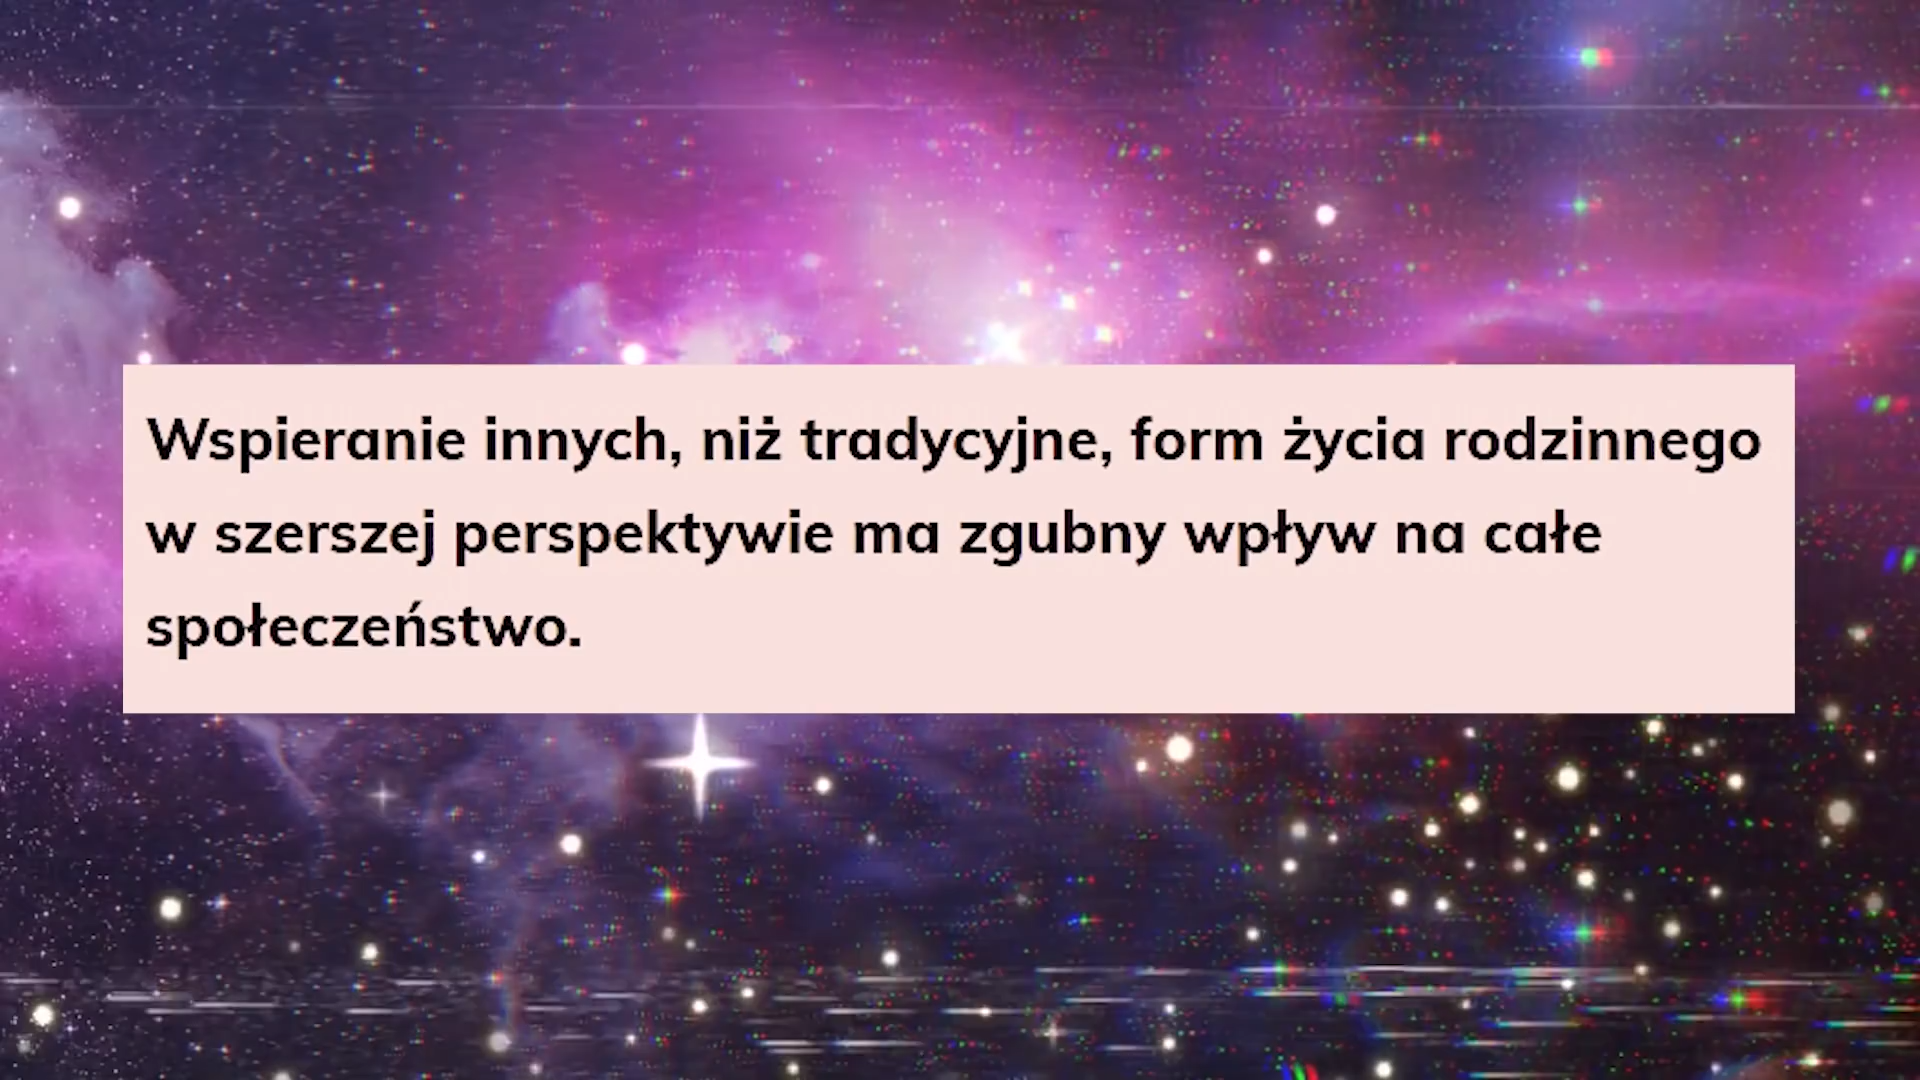 Wspieranie innych, niż tradycyjne, form życia rodzinnego
w szerszej perspektywie ma zgubny wpływ na całe
społeczeństwo.